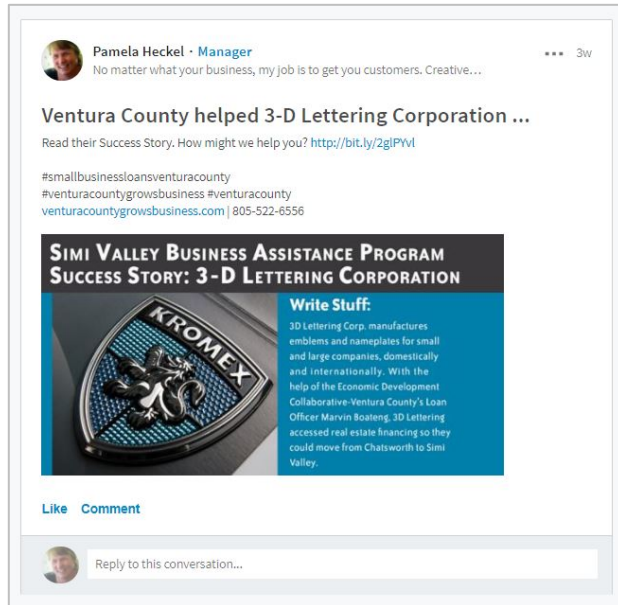 Pamela Heckel · Manager
No matter what your business, my job is to get you customers. Creative…
••• 3w
Ventura County helped 3-D Lettering Corporation ...
Read their Success Story. How might we help you? http://bit.ly/2glPYvl
#smallbusinessloansventuracounty
#venturacountygrowsbusiness #venturacounty
venturacountygrowsbusiness.com | 805-522-6556
SIMI VALLEY BUSINESS ASSISTANCE PROGRAM
SUCCESS STORY: 3-D LETTERING CORPORATION
KROMEX
Write Stuff:
3D Lettering Corp. manufactures
emblems and nameplates for small
and large companies, domestically
and internationally. With the
help of the Economic Development
Collaborative-Ventura County's Loan
Officer Marvin Boateng, 3D Lettering
accessed real estate financing so they
could move from Chatsworth to Simi
Valley.
Like Comment
Reply to this conversation...